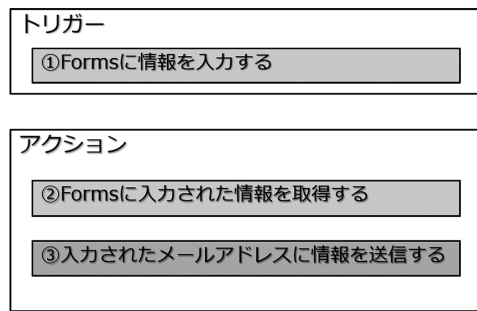 トリガー
①Formsに情報を入力する
アクション
②Formsに入力された情報を取得する
③入力されたメールアドレスに情報を送信する